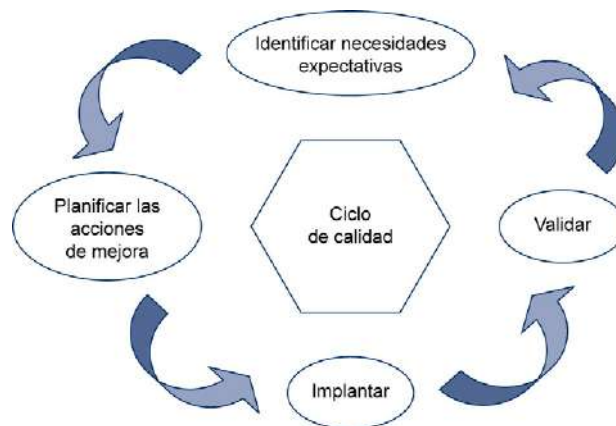 Identificar necesidades
expectativas
Planificar las
acciones
de mejora
Ciclo
de calidad
Validar
Implantar